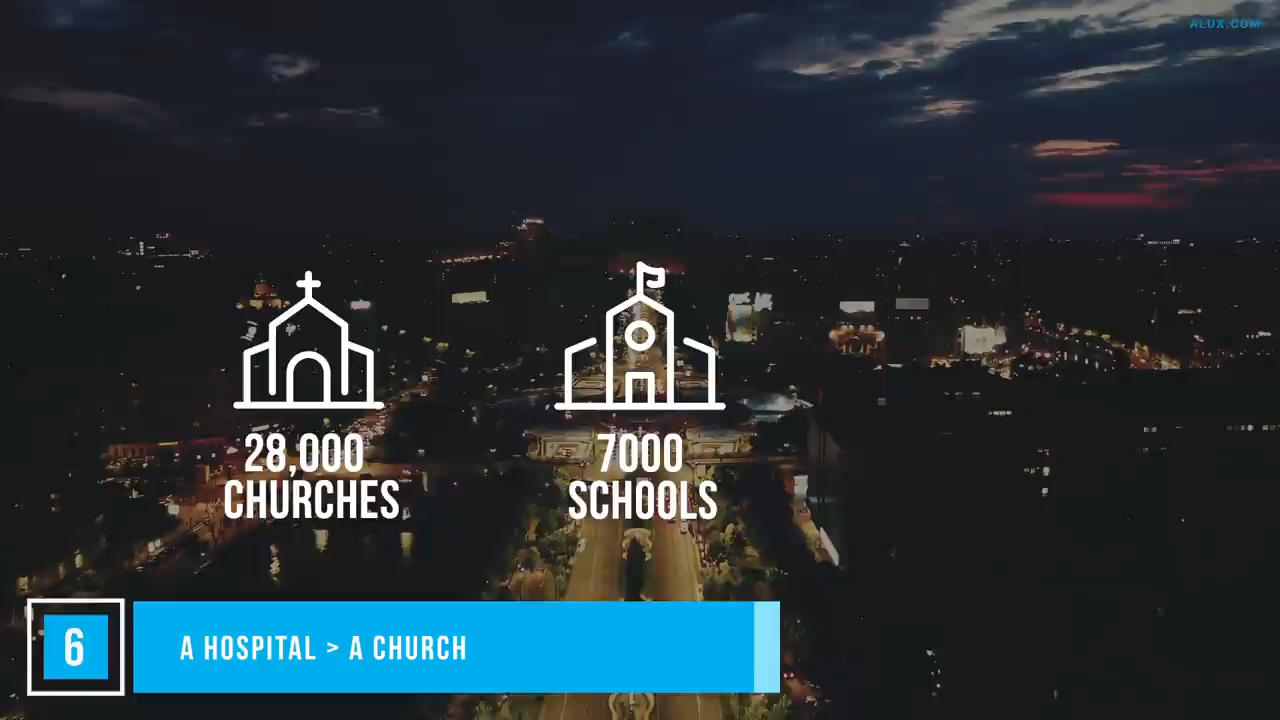 ALUX.COM
28,000
CHURCHES
7000
SCHOOLS
6
A HOSPITAL > A CHURCH